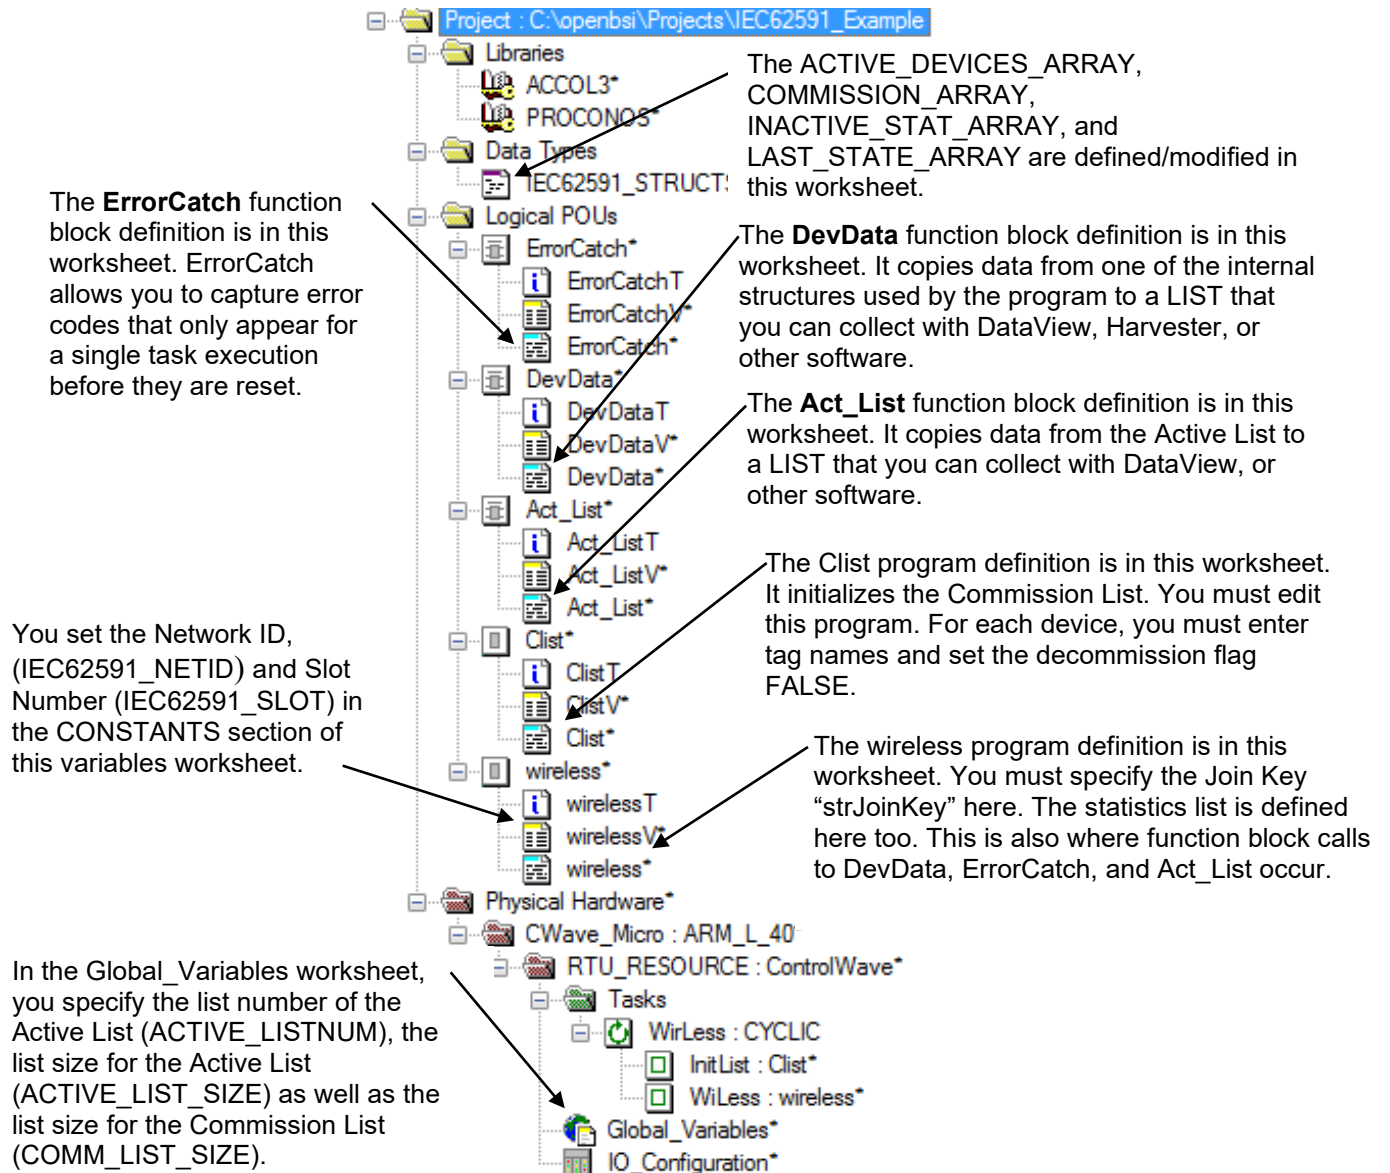 Project : C:\openbsi\Projects\IEC62591_Example
Libraries
ACCOL3*
PROCONOS*
Data Types
IEC62591_STRUCTS
Logical POUs
ErrorCatch*
ErrorCatchT
ErrorCatchV*
ErrorCatch*
DevData*
DevDataT
DevDataV*
DevData*
Act_List*
Act_ListT
Act_ListV*
Act_List*
Clist*
ClistT
ClistV*
Clist*
wireless*
wirelessT
wirelessV*
wireless*
Physical Hardware*
CWave_Micro : ARM_L_40
RTU_RESOURCE : ControlWave*
Tasks
WirLess : CYCLIC
InitList : Clist*
WiLess : wireless*
Global_Variables*
IO_Configuration*
The ACTIVE_DEVICES_ARRAY,
COMMISSION_ARRAY,
INACTIVE_STAT_ARRAY, and
LAST_STATE_ARRAY are defined/modified in
this worksheet.
The ErrorCatch function
block definition is in this
worksheet. ErrorCatch
allows you to capture error
codes that only appear for
a single task execution
before they are reset.
The DevData function block definition is in this
worksheet. It copies data from one of the internal
structures used by the program to a LIST that
you can collect with DataView, Harvester, or
other software.
The Act_List function block definition is in this
worksheet. It copies data from the Active List to
a LIST that you can collect with DataView, or
other software.
The Clist program definition is in this worksheet.
It initializes the Commission List. You must edit
this program. For each device, you must enter
tag names and set the decommission flag
FALSE.
You set the Network ID,
(IEC62591_NETID) and Slot
Number (IEC62591_SLOT) in
the CONSTANTS section of
this variables worksheet.
The wireless program definition is in this
worksheet. You must specify the Join Key
“strJoinKey” here. The statistics list is defined
here too. This is also where function block calls
to DevData, ErrorCatch, and Act_List occur.
In the Global_Variables worksheet,
you specify the list number of the
Active List (ACTIVE_LISTNUM), the
list size for the Active List
(ACTIVE_LIST_SIZE) as well as the
list size for the Commission List
(COMM_LIST_SIZE).